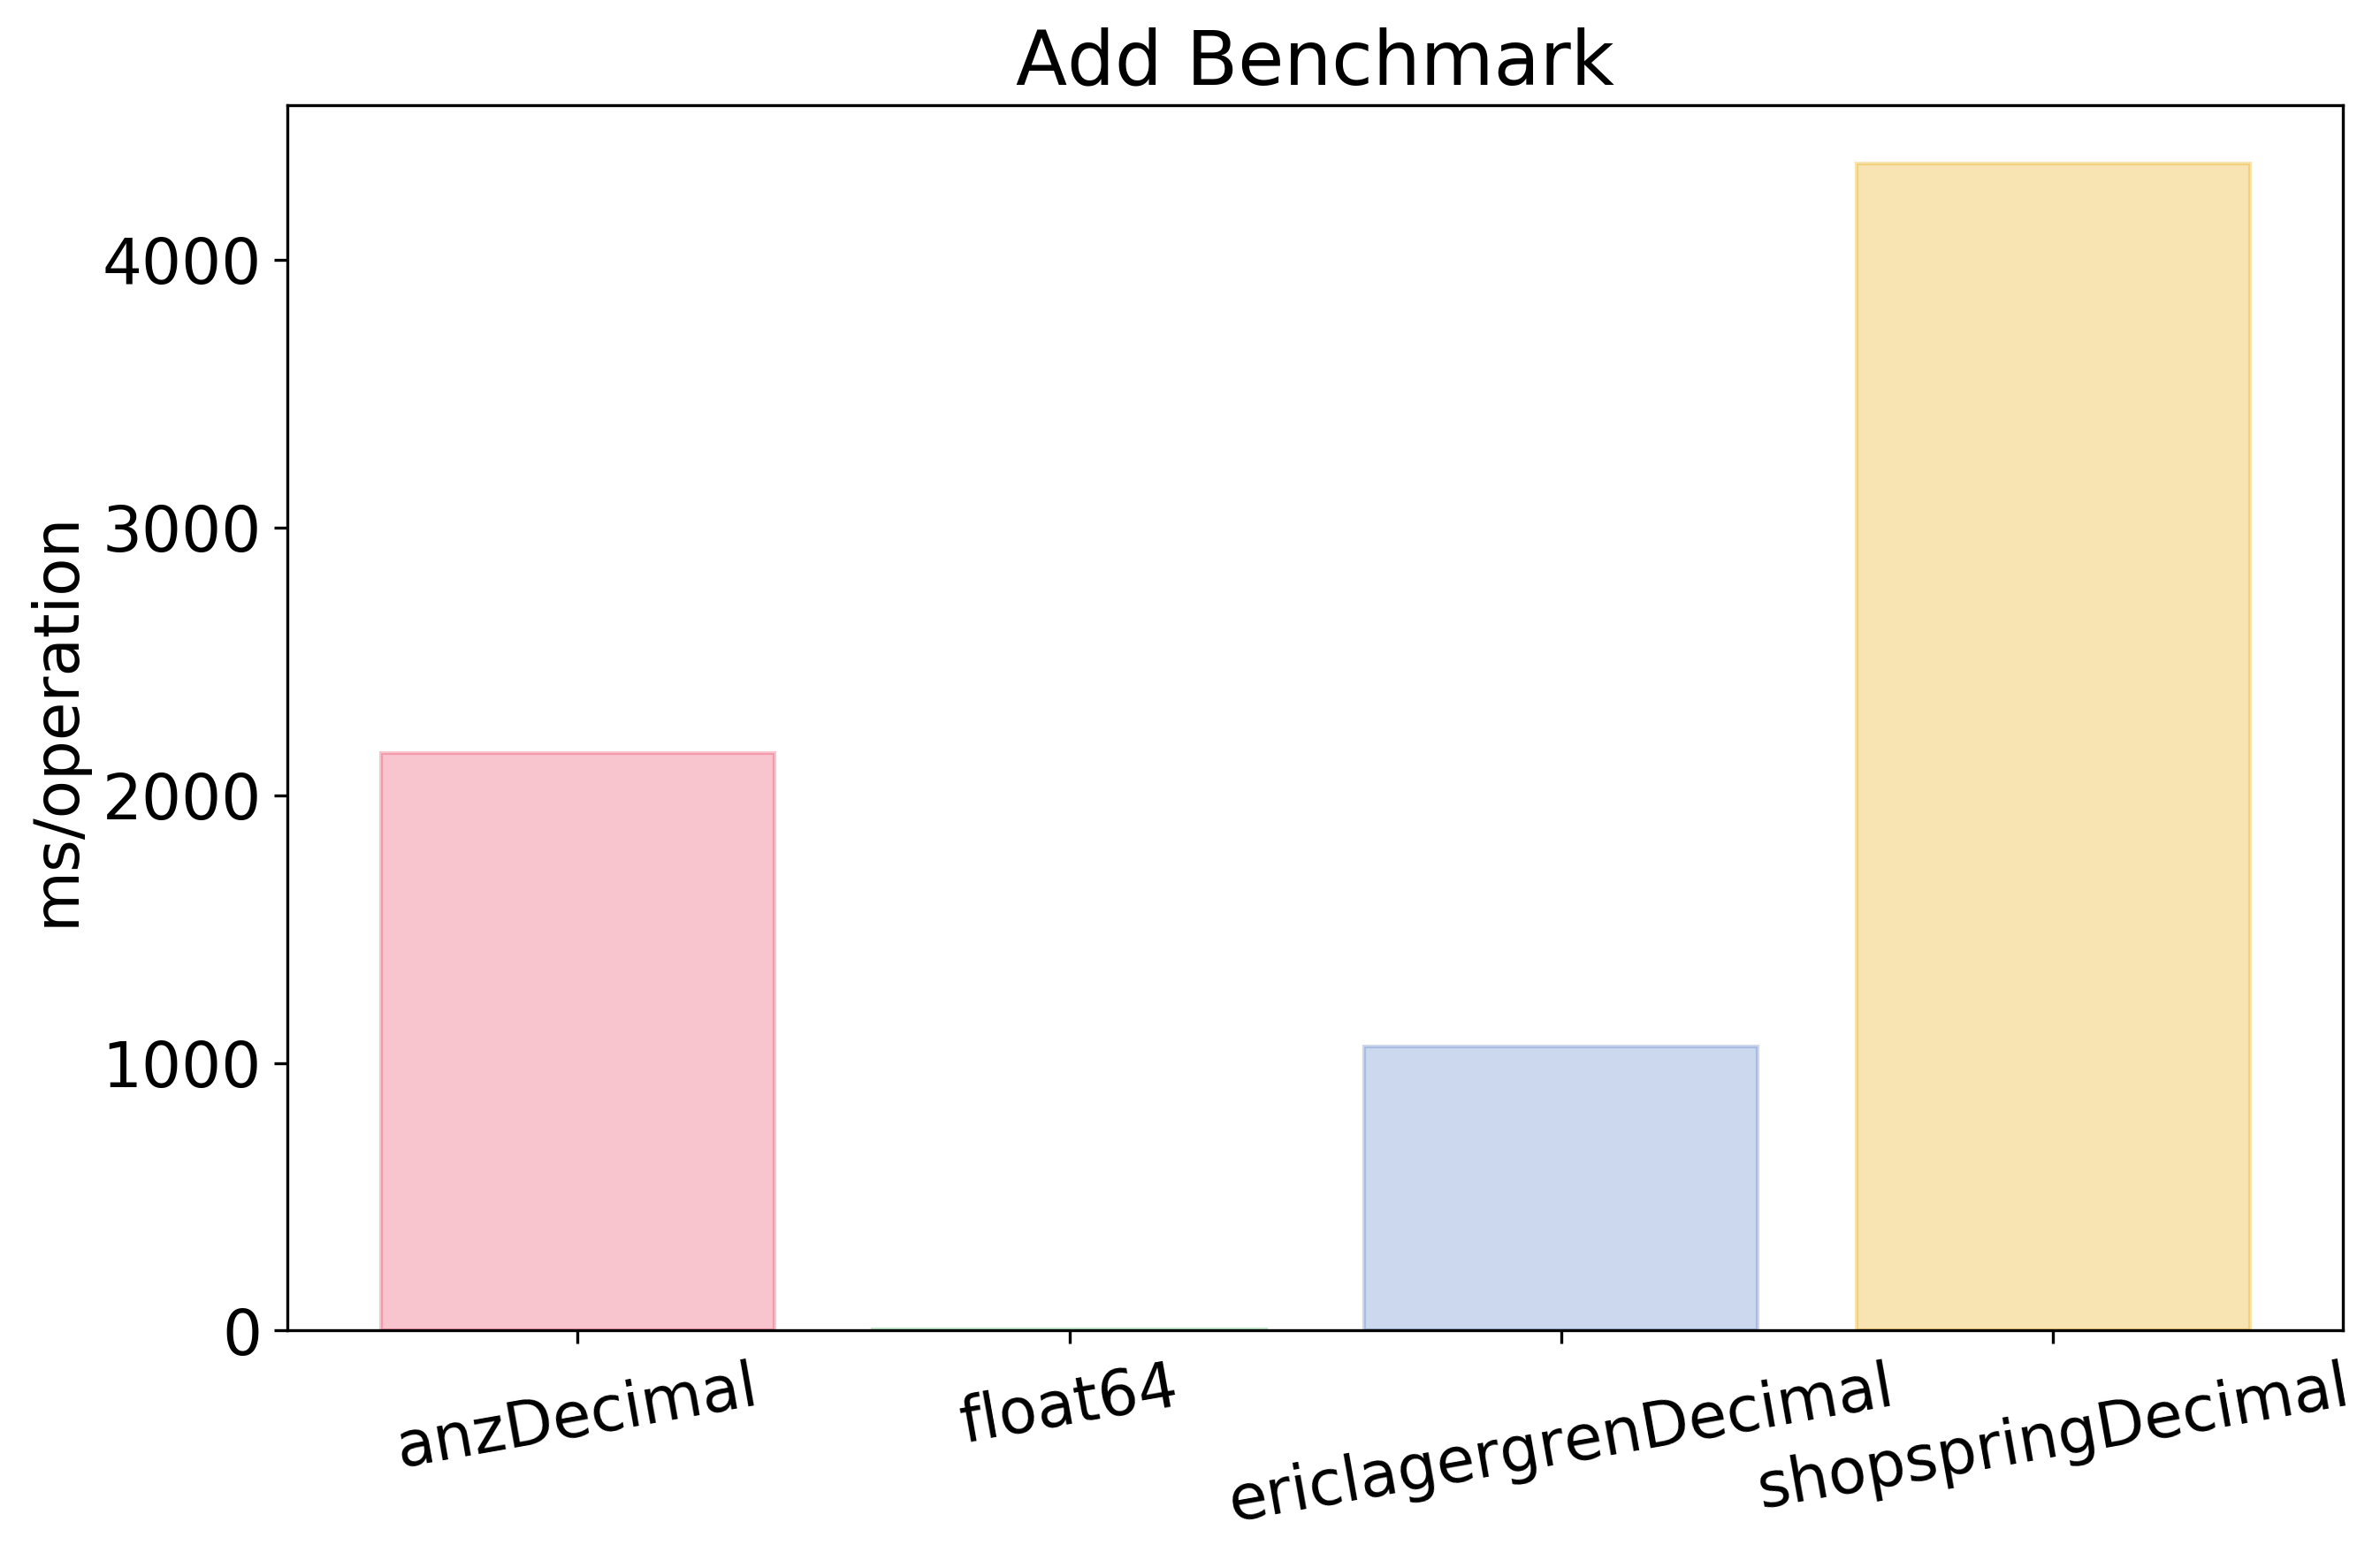 Add Benchmark
ms/operation
4000
3000
2000
1000
0
anzDecimal
float64
ericlagergrenDecimal
shopspringDecimal